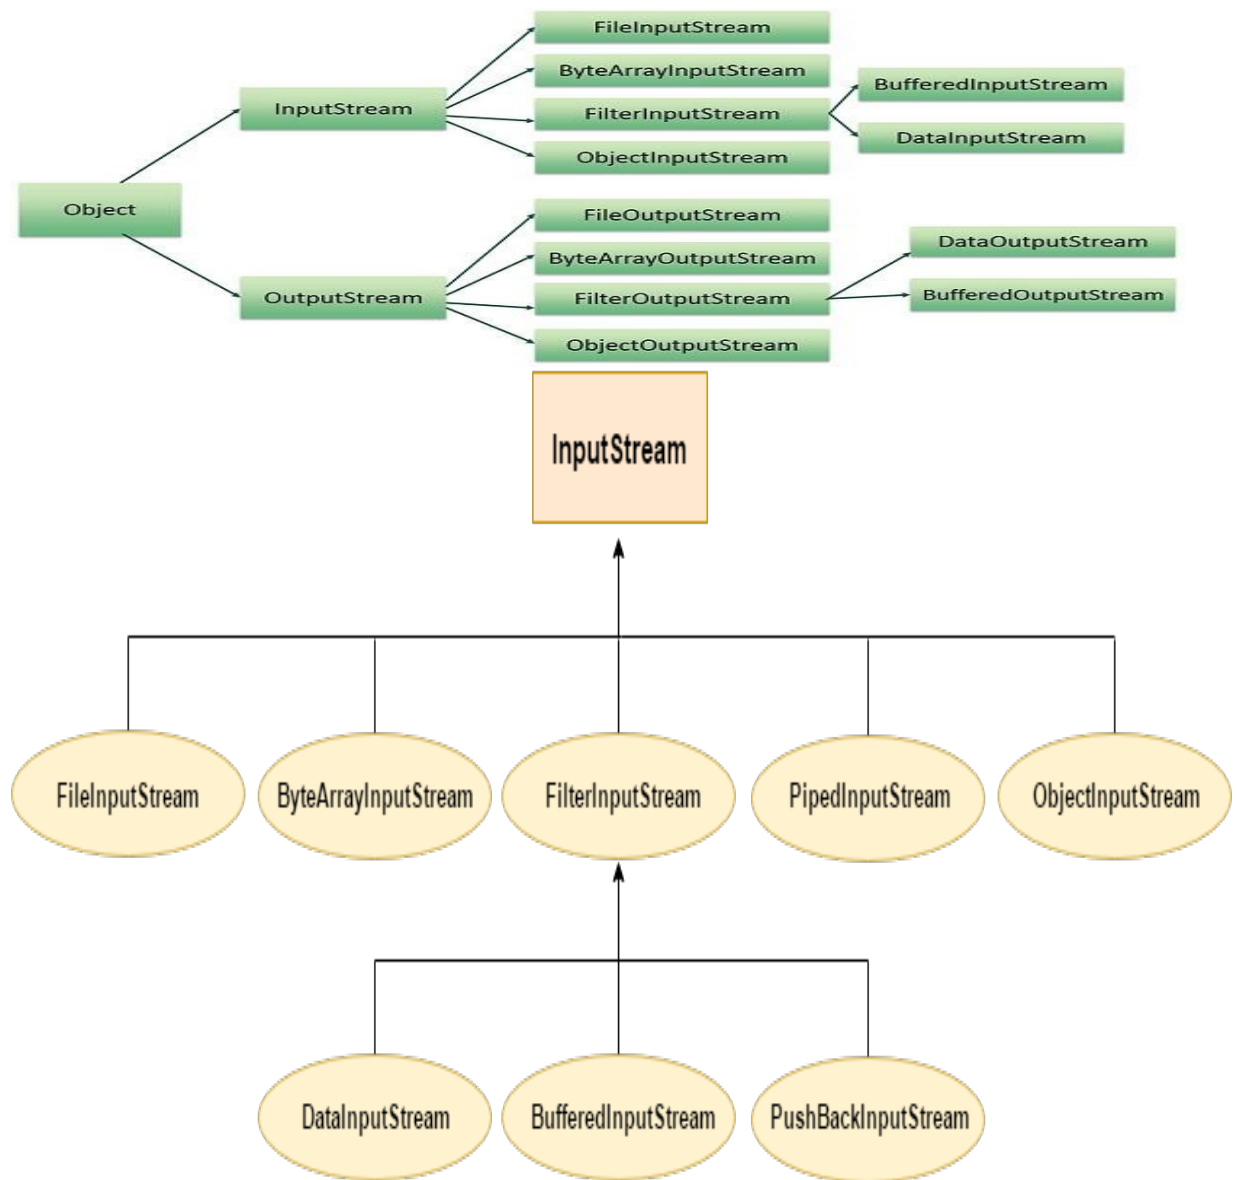 FileInputStream
ByteArrayInputStream
BufferedInputStream
InputStream
FilterInputStream
DataInputStream
ObjectInputStream
Object
FileOutputStream
DataOutputStream
ByteArrayOutputStream
OutputStream
FilterOutputStream
BufferedOutputStream
ObjectOutputStream
InputStream
FileInputStream
ByteArrayInputStream
FilterInputStream
PipedInputStream
ObjectInputStream
DataInputStream
BufferedInputStream
PushBackInputStream